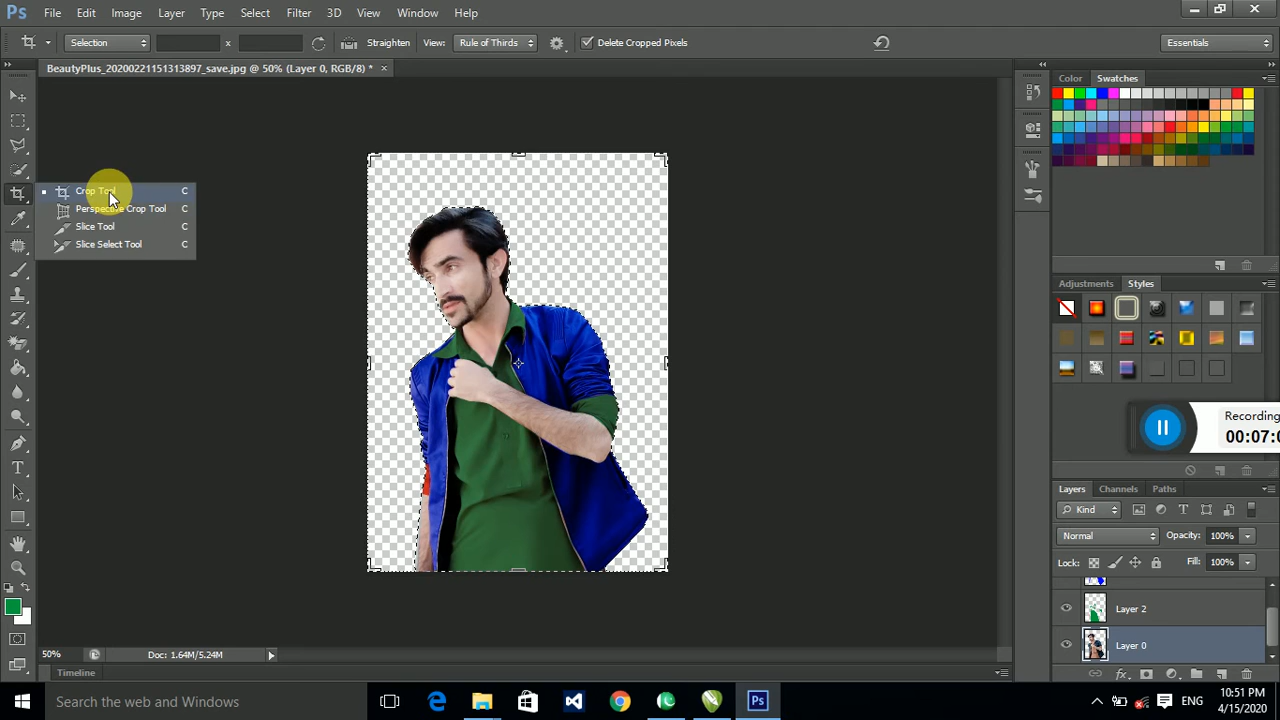 Ps File Edit Image Layer Type Select Filter 3D View Window Help
Selection x Straighten View: Rule of Thirds Delete Cropped Pixels Essentials
BeautyPlus_20200221151313897_save.jpg @ 50% (Layer 0, RGB/8) * ×
Color Swatches
Crop Tool C
Perspective Crop Tool C
Slice Tool C
Slice Select Tool C
Adjustments Styles
Recording
00:07:0
Layers Channels Paths
Kind
Normal Opacity: 100%
Lock: Fill: 100%
Layer 2
Layer 0
50% Doc: 1.64M/5.24M
Timeline
Search the web and Windows
ENG
10:51 PM
4/15/2020